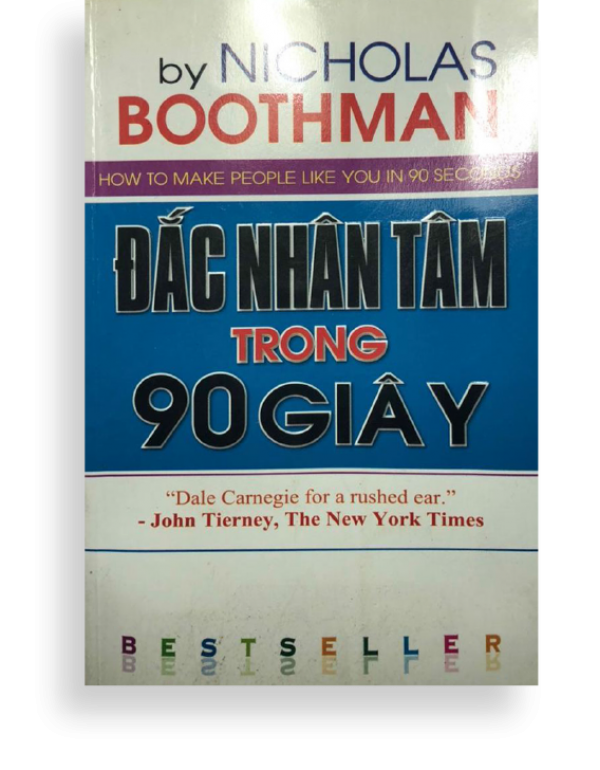 by NICHOLAS
BOOTHMAN
HOW TO MAKE PEOPLE LIKE YOU IN 90 SECONDS
ĐẮC NHÂN TÂM
TRONG
90 GIÂY
“Dale Carnegie for a rushed ear.”
- John Tierney, The New York Times
BESTSELLER